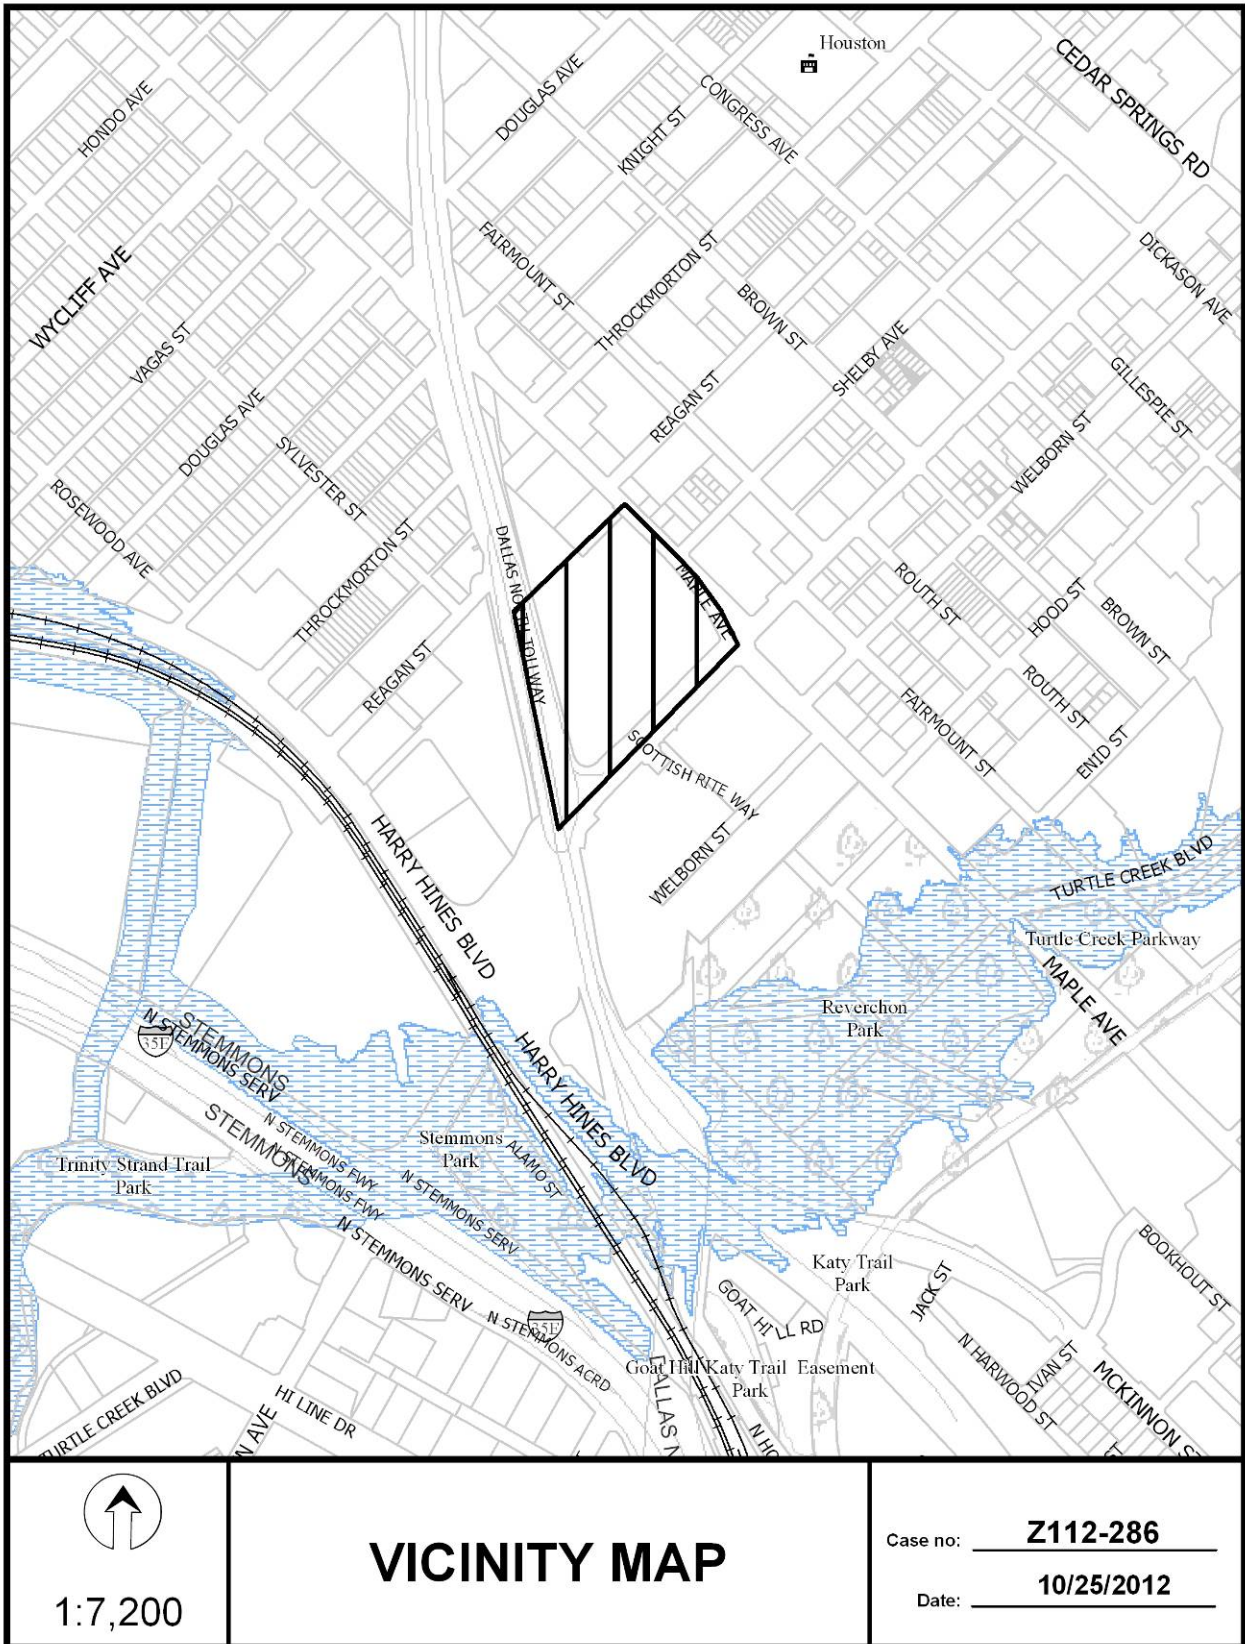 Houston
CEDAR SPRINGS RD
HONDO AVE
DOUGLAS AVE
KNIGHT ST
CONGRESS AVE
WYCLIFF AVE
FAIRMOUNT ST
THROCKMORTON ST
DICKASON AVE
VAGAS ST
BROWN ST
SHELBY AVE
GILLESPIE ST
DOUGLAS AVE
REAGAN ST
WELBORN ST
SYLVESTER ST
ROSEWOOD AVE
THROCKMORTON ST
DALLAS NORTH TOLLWAY
MAPLE AVE
ROUTH ST
HOOD ST
BROWN ST
REAGAN ST
ROUTH ST
FAIRMOUNT ST
ENID ST
SCOTTISH RITE WAY
WELBORN ST
HARRY HINES BLVD
TURTLE CREEK BLVD
Turtle Creek Parkway
MAPLE AVE
Reverchon
Park
STEMMONS
N STEMMONS SERV
35E
HARRY HINES BLVD
STEMMONS
N STEMMONS FWY
N STEMMONS FWY
Stemmons
Park
ALAMO ST
Trinity Strand Trail
Park
N STEMMONS SERV
N STEMMONS SERV
Katy Trail
Park
JACK ST
BOOKHOUT ST
GOAT HILL RD
N STEMMONS ACRD
35E
Goat Hill Katy Trail Easement
Park
N HARWOOD ST
IVAN ST
MCKINNON ST
TURTLE CREEK BLVD
HI LINE DR
N AVE
DALLAS N
N HO
1:7,200
VICINITY MAP
Case no: Z112-286
Date: 10/25/2012